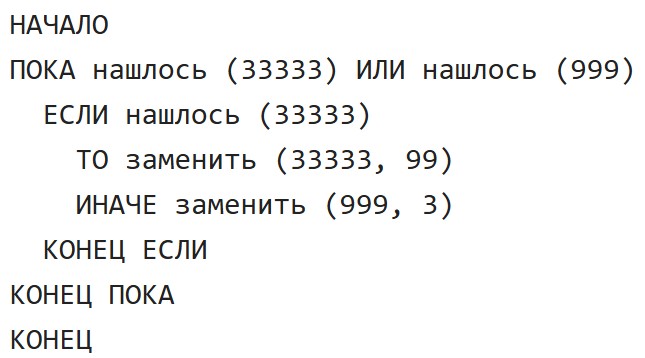 НАЧАЛО
ПОКА нашлось (33333) ИЛИ нашлось (999)
ЕСЛИ нашлось (33333)
ТО заменить (33333, 99)
ИНАЧЕ заменить (999, 3)
КОНЕЦ ЕСЛИ
КОНЕЦ ПОКА
КОНЕЦ